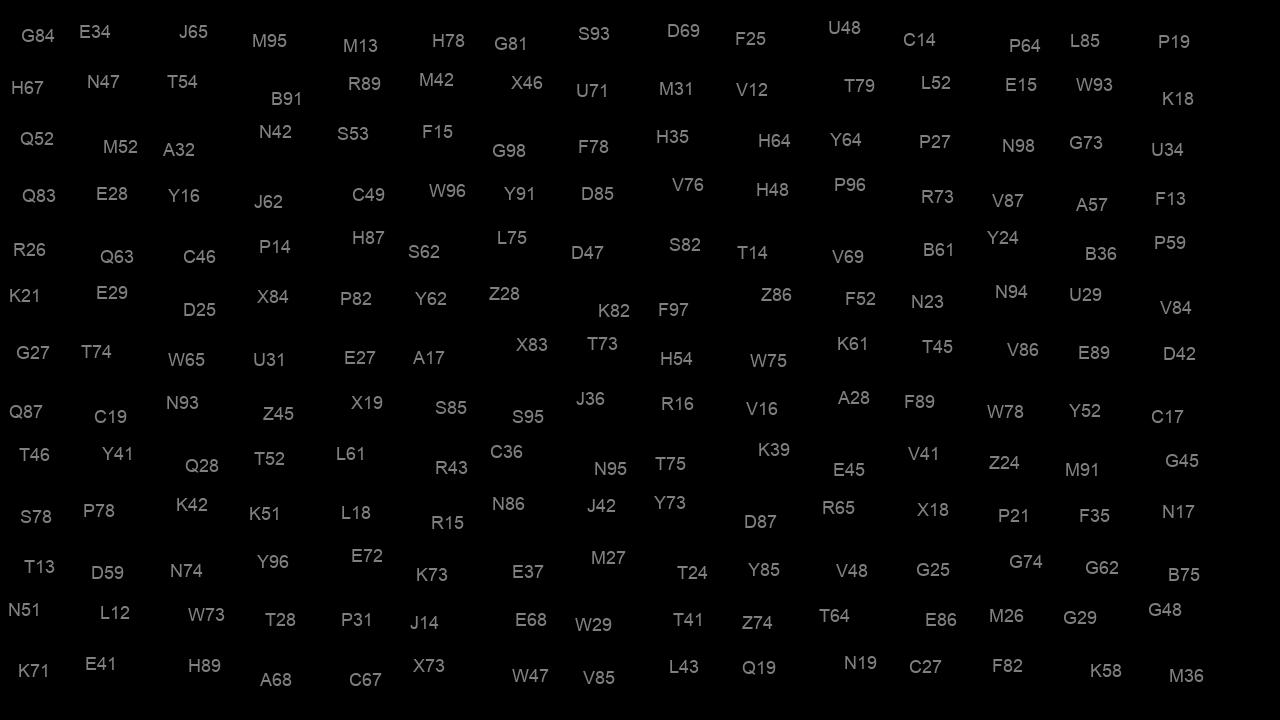 G84 E34 J65 M95 M13 H78 G81 S93 D69 F25 U48 C14 P64 L85 P19
H67 N47 T54 B91 R89 M42 X46 U71 M31 V12 T79 L52 E15 W93 K18
Q52 M52 A32 N42 S53 F15 G98 F78 H35 H64 Y64 P27 N98 G73 U34
Q83 E28 Y16 J62 C49 W96 Y91 D85 V76 H48 P96 R73 V87 A57 F13
R26 Q63 C46 P14 H87 S62 L75 D47 S82 T14 V69 B61 Y24 B36 P59
K21 E29 D25 X84 P82 Y62 Z28 K82 F97 Z86 F52 N23 N94 U29 V84
G27 T74 W65 U31 E27 A17 X83 T73 H54 W75 K61 T45 V86 E89 D42
Q87 C19 N93 Z45 X19 S85 S95 J36 R16 V16 A28 F89 W78 Y52 C17
T46 Y41 Q28 T52 L61 R43 C36 N95 T75 K39 E45 V41 Z24 M91 G45
S78 P78 K42 K51 L18 R15 N86 J42 Y73 D87 R65 X18 P21 F35 N17
T13 D59 N74 Y96 E72 K73 E37 M27 T24 Y85 V48 G25 G74 G62 B75
N51 L12 W73 T28 P31 J14 E68 W29 T41 Z74 T64 E86 M26 G29 G48
K71 E41 H89 A68 C67 X73 W47 V85 L43 Q19 N19 C27 F82 K58 M36